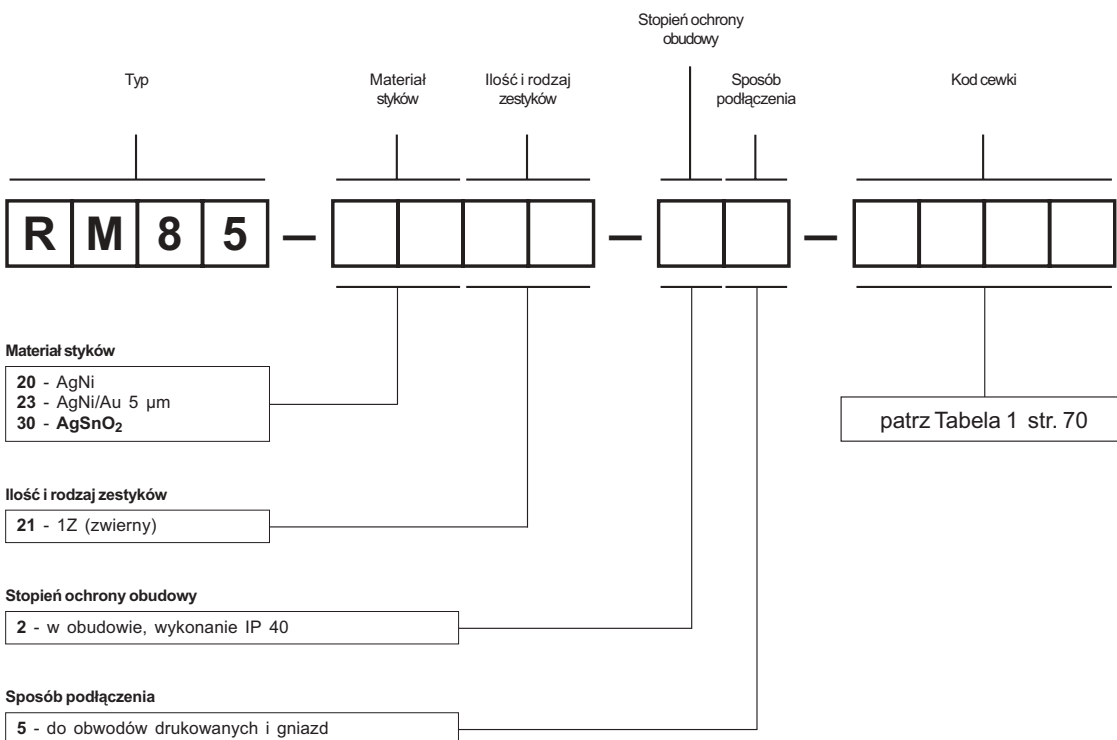 Stopień ochrony
obudowy
Typ
Materiał
styków
Ilość i rodzaj
zestyków
Sposób
podłączenia
Kod cewki
R M 8 5 – – –
Materiał styków
20 - AgNi
23 - AgNi/Au 5 µm
30 - AgSnO₂
patrz Tabela 1 str. 70
Ilość i rodzaj zestyków
21 - 1Z (zwierny)
Stopień ochrony obudowy
2 - w obudowie, wykonanie IP 40
Sposób podłączenia
5 - do obwodów drukowanych i gniazd